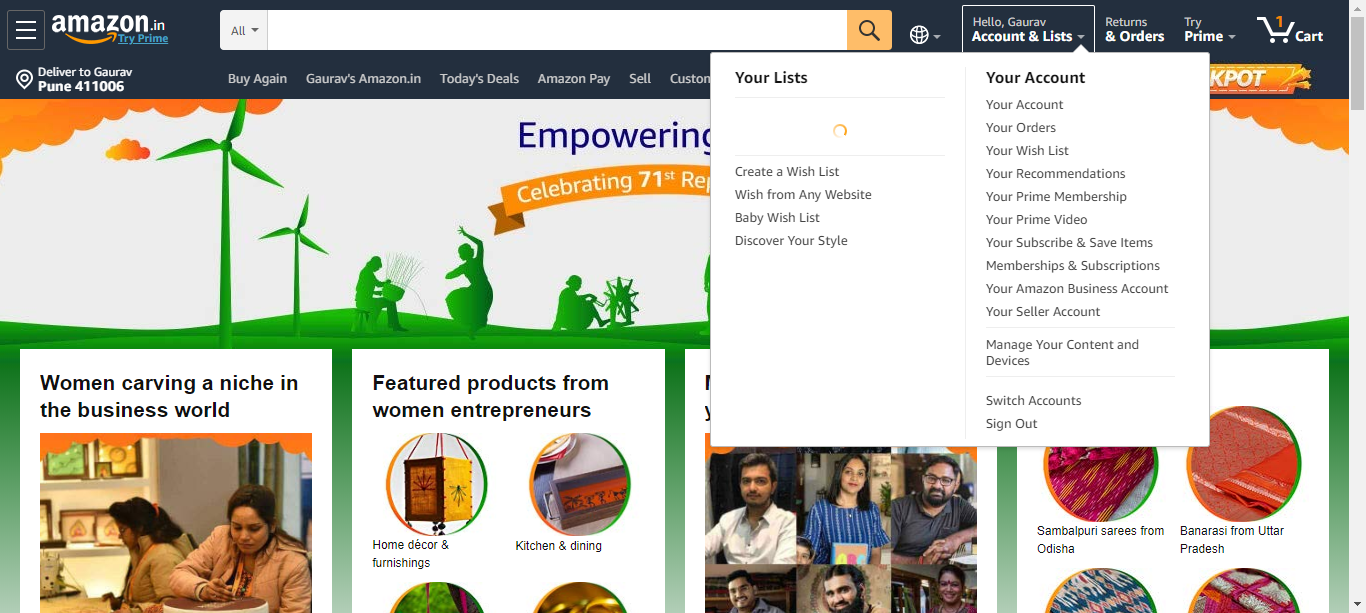 amazon.in
Try Prime
All
Hello, Gaurav
Account & Lists
Returns
& Orders
Try
Prime
1
Cart
Deliver to Gaurav
Pune 411006
Buy Again
Gaurav's Amazon.in
Today's Deals
Amazon Pay
Sell
Your Lists
Create a Wish List
Wish from Any Website
Baby Wish List
Discover Your Style
Your Account
Your Account
Your Orders
Your Wish List
Your Recommendations
Your Prime Membership
Your Prime Video
Your Subscribe & Save Items
Memberships & Subscriptions
Your Amazon Business Account
Your Seller Account
Manage Your Content and
Devices
Switch Accounts
Sign Out
Empowering
Celebrating 71st
Women carving a niche in
the business world
Featured products from
women entrepreneurs
Home décor &
furnishings
Kitchen & dining
Sambalpuri sarees from
Odisha
Banarasi from Uttar
Pradesh